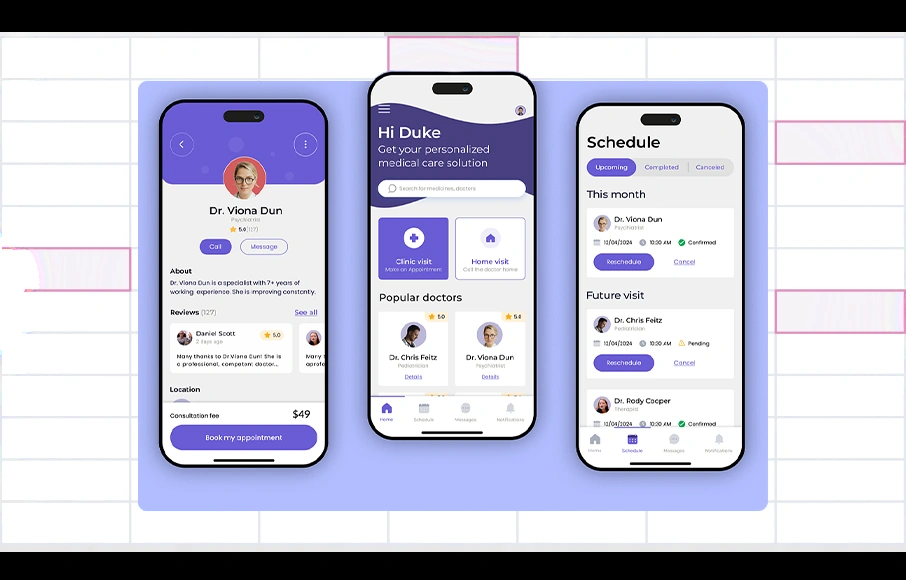 Dr. Viona Dun
Psychiatrist
5.0 (127)
Call
Message
About
Dr. Viona Dun is a specialist with 7+ years of
working experience. She is improving constantly.
Reviews (127)
See all
Daniel Scott
5.0
2 days ago
Many thanks to Dr. Viona Dun! She is
a professional, competent doctor...
Many t
aprofe
Location
Consultation fee
$49
Book my appointment
Hi Duke
Get your personalized
medical care solution
Search for medicines, doctors
Clinic visit
Make an Appointment
Home visit
Call the doctor home
Popular doctors
5.0
Dr. Chris Feitz
Pediatrician
Details
5.0
Dr. Viona Dun
Psychiatrist
Details
Home
Schedule
Messages
Notifications
Schedule
Upcoming
Completed
Canceled
This month
Dr. Viona Dun
Psychiatrist
12/04/2024
10:30 AM
Confirmed
Reschedule
Cancel
Future visit
Dr. Chris Feitz
Pediatrician
12/04/2024
10:30 AM
Pending
Reschedule
Cancel
Dr. Rody Cooper
Therapist
12/04/2024
10:30 AM
Confirmed
Home
Schedule
Messages
Notifications